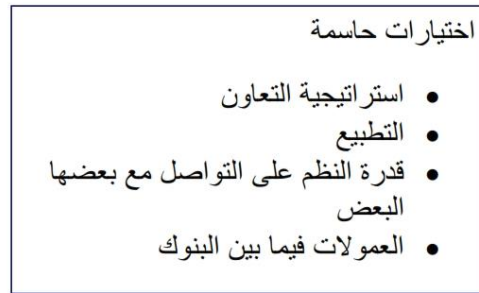 اختيارات حاسمة
• استراتيجية التعاون
• التطبيع
• قدرة النظم على التواصل مع بعضها
البعض
• العمولات فيما بين البنوك